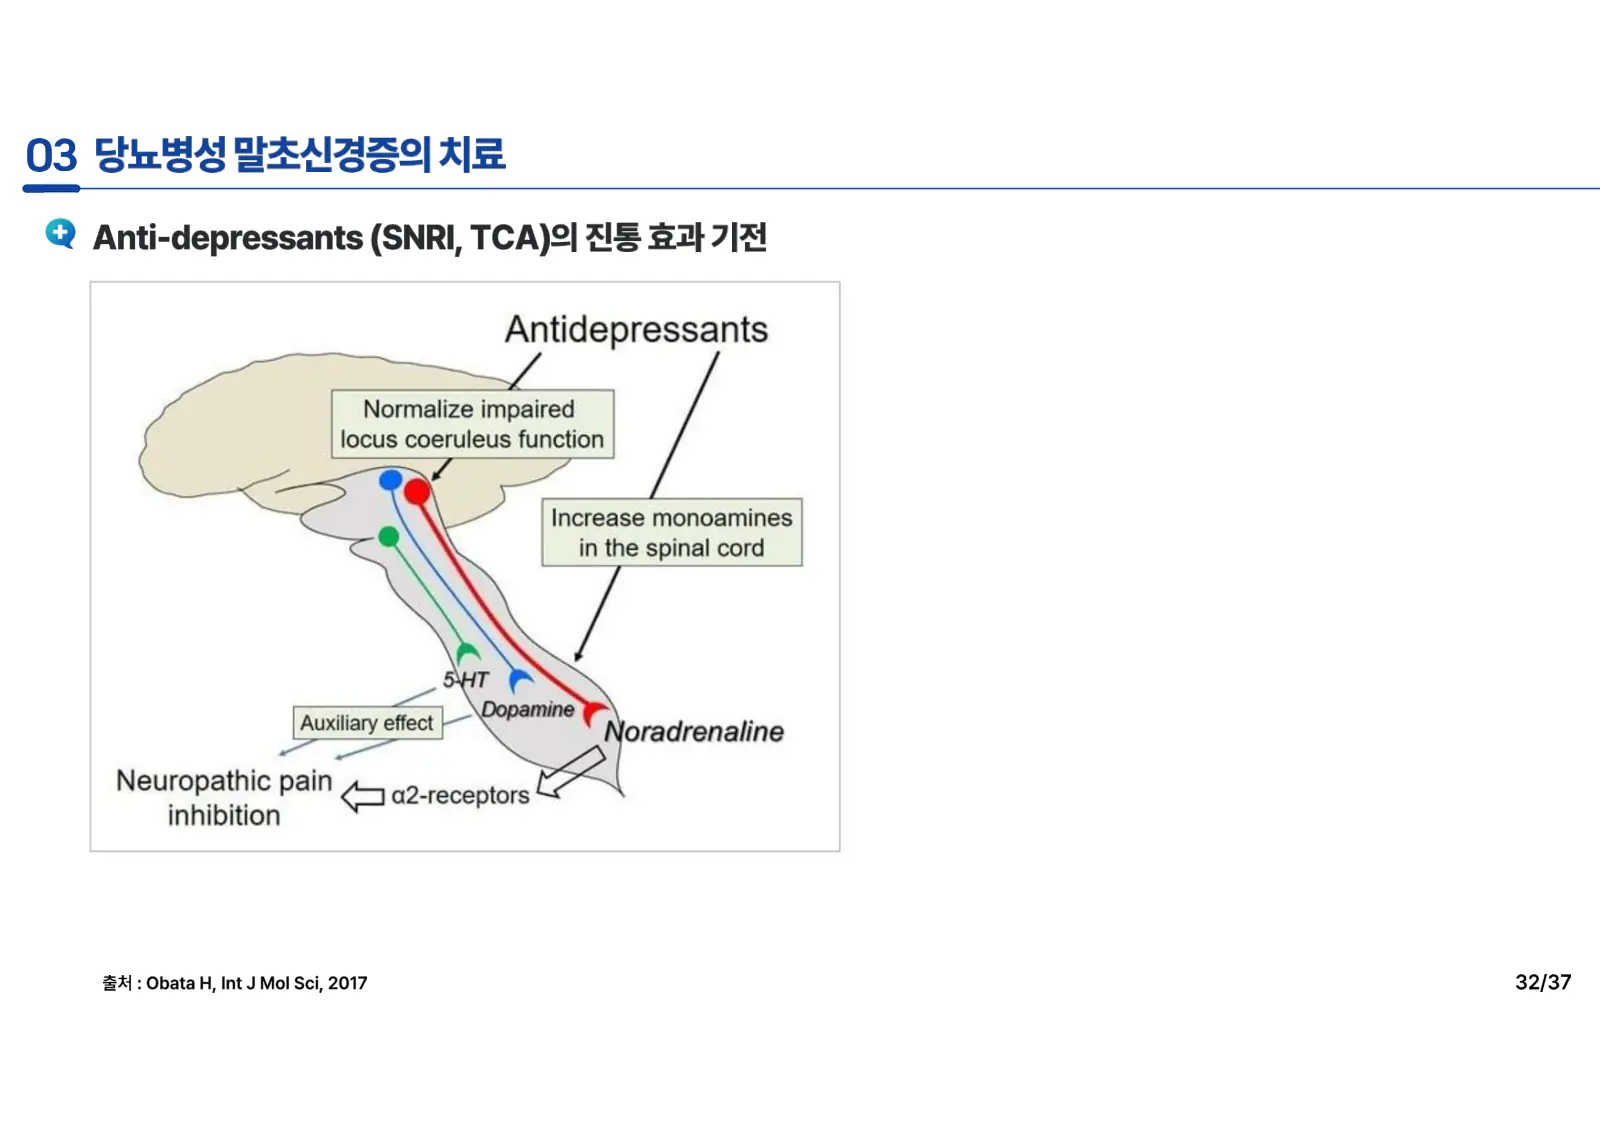 03 당뇨병성 말초신경증의 치료
Anti-depressants (SNRI, TCA)의 진통 효과 기전
Antidepressants
Normalize impaired
locus coeruleus function
Increase monoamines
in the spinal cord
5-HT
Dopamine
Noradrenaline
Auxiliary effect
α2-receptors
Neuropathic pain
inhibition
출처 : Obata H, Int J Mol Sci, 2017
32/37